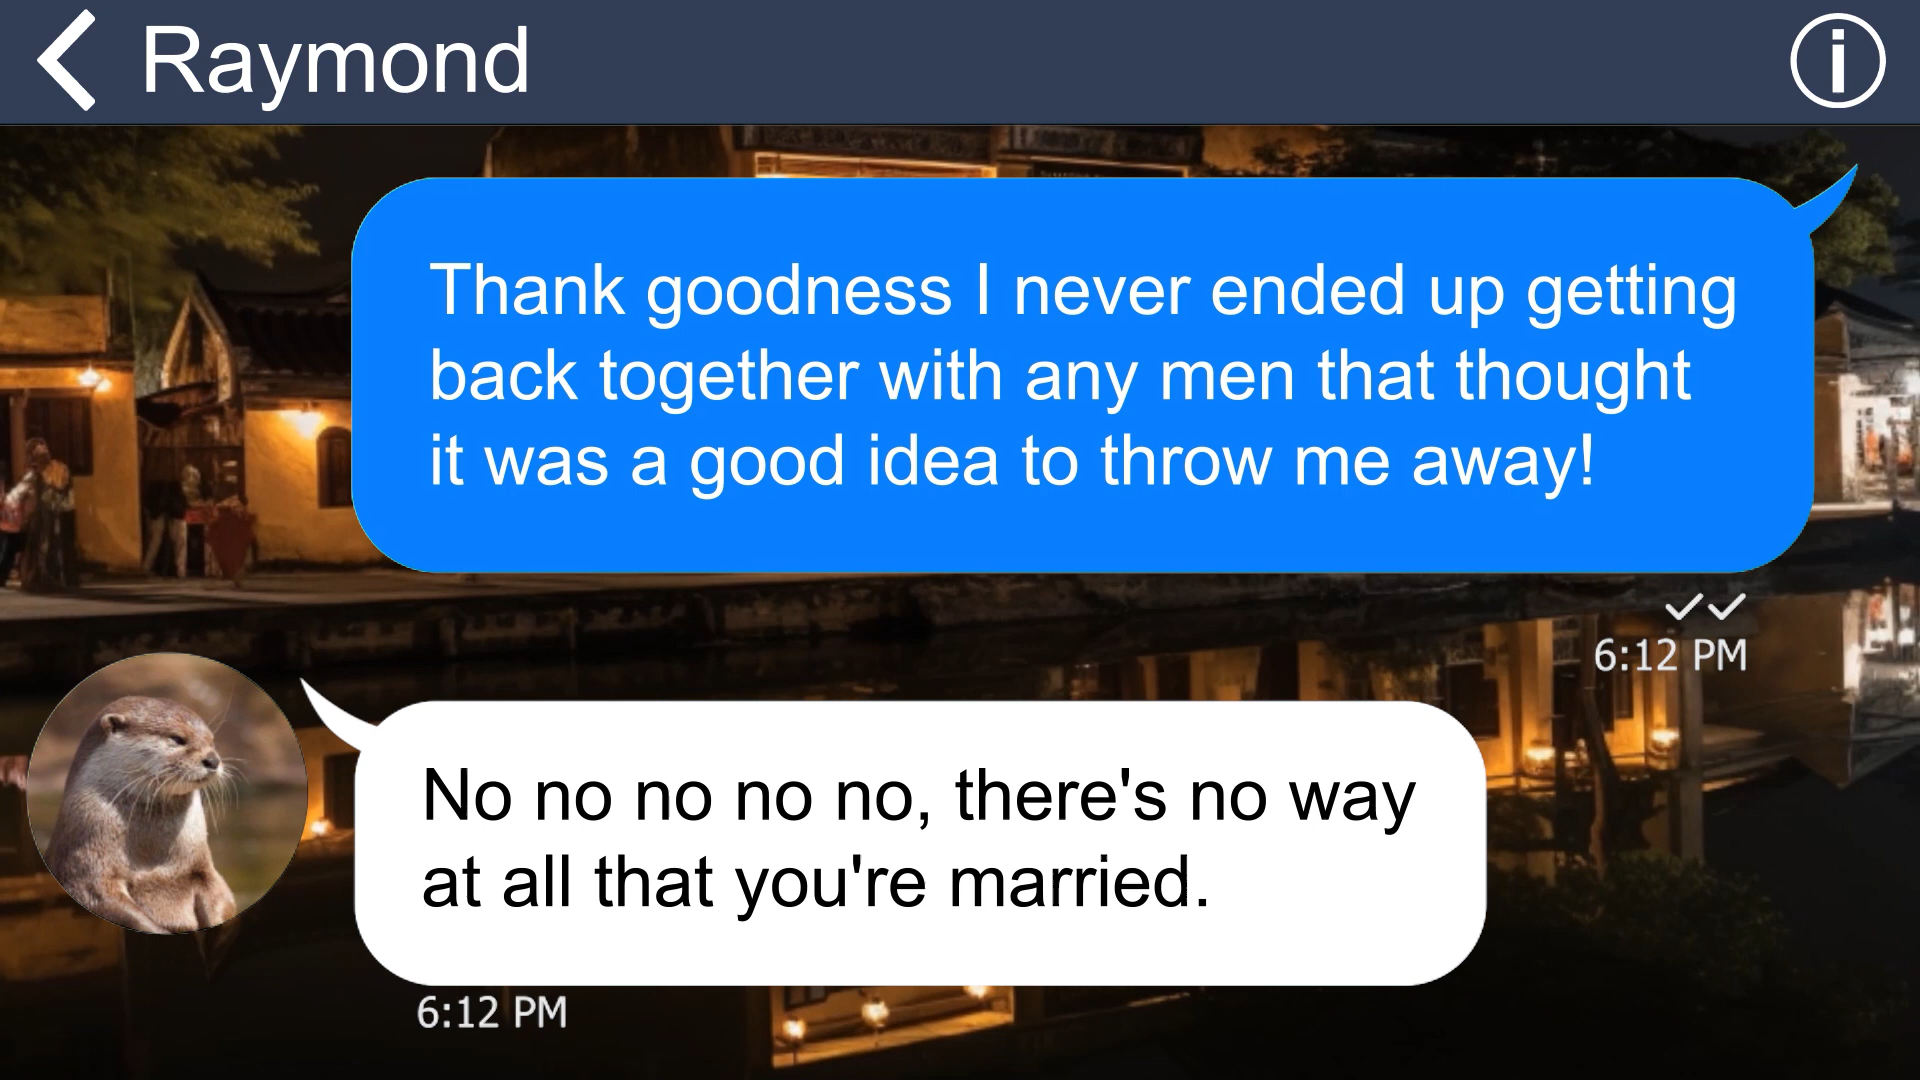 Raymond
Thank goodness I never ended up getting
back together with any men that thought
it was a good idea to throw me away!
6:12 PM
No no no no no, there's no way
at all that you're married.
6:12 PM